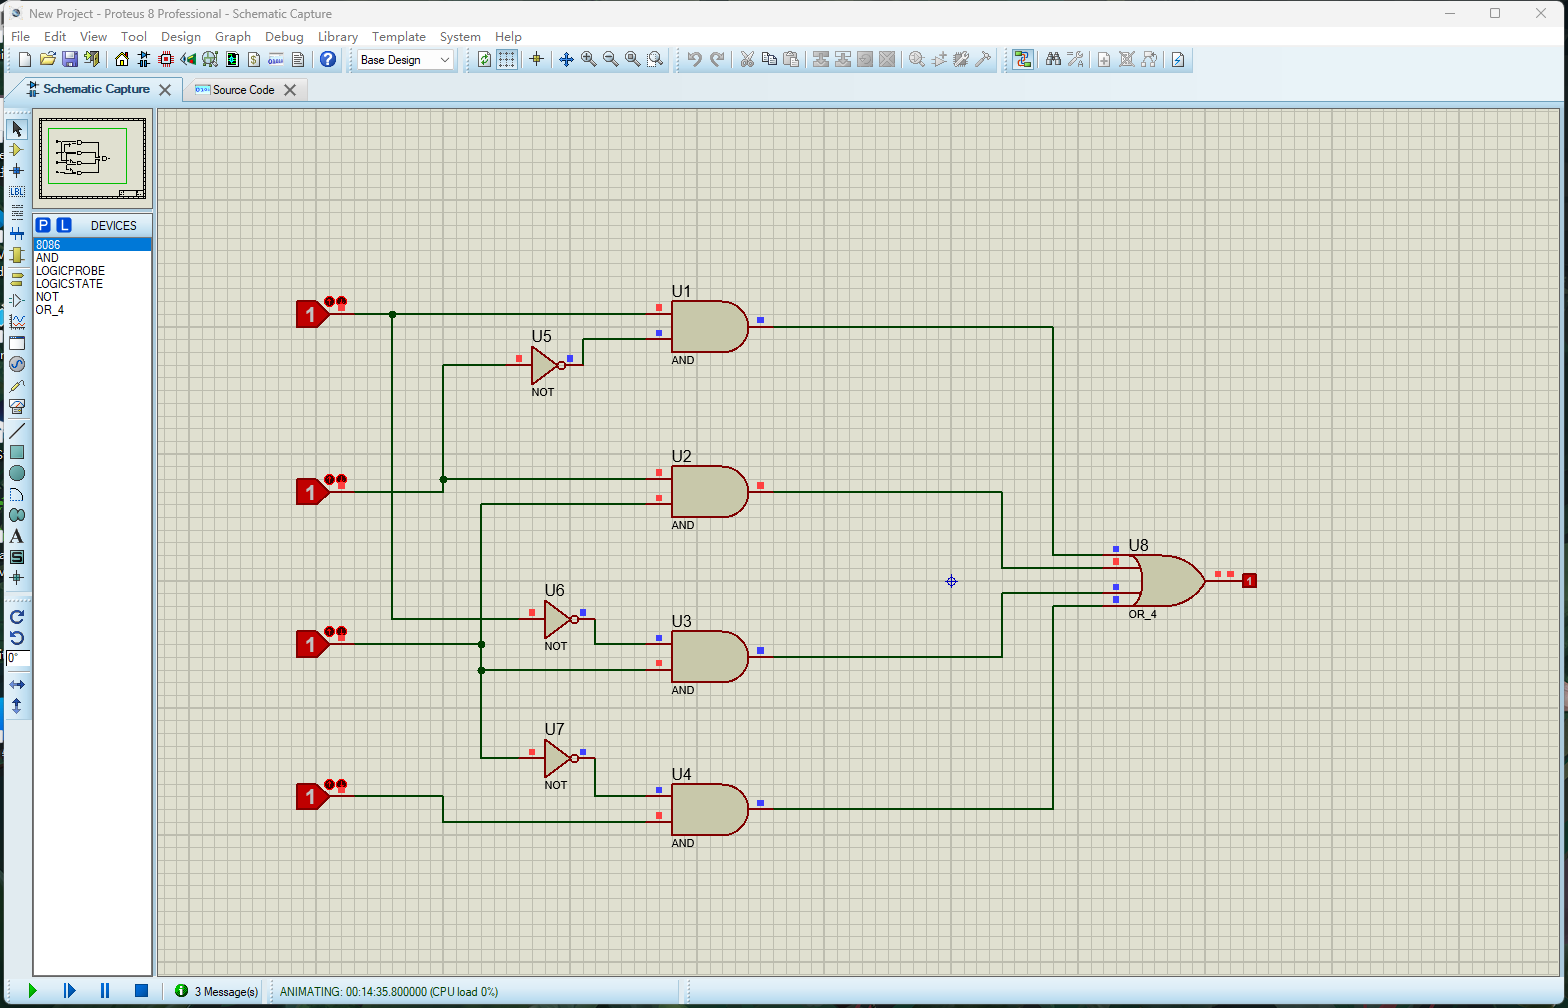 New Project - Proteus 8 Professional - Schematic Capture
File Edit View Tool Design Graph Debug Library Template System Help
Base Design
Schematic Capture
Source Code
LBL
P L DEVICES
8086
AND
LOGICPROBE
LOGICSTATE
NOT
OR_4
A
S
0°
1
U1
AND
U5
NOT
1
U2
AND
U8
1
OR_4
U6
NOT
1
U3
AND
U7
NOT
1
U4
AND
3 Message(s)
ANIMATING: 00:14:35.800000 (CPU load 0%)